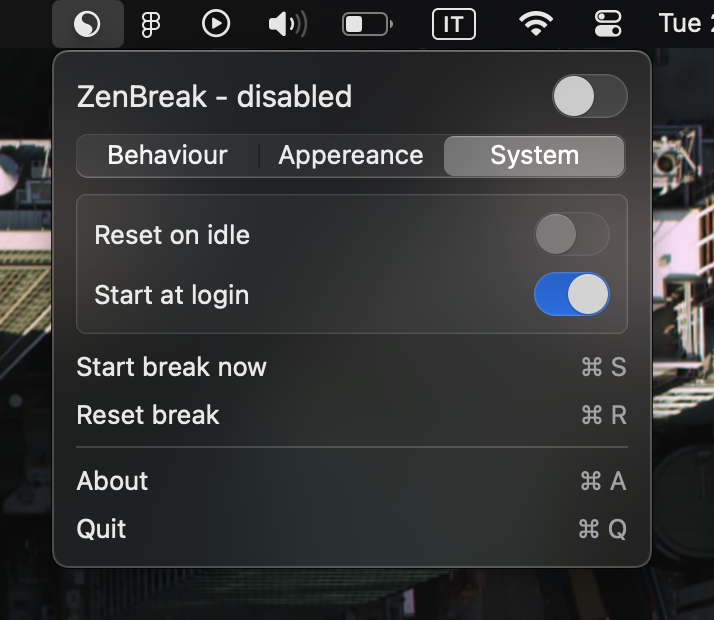 IT
Tue
ZenBreak - disabled
Behaviour
Appereance
System
Reset on idle
Start at login
Start break now ⌘ S
Reset break ⌘ R
About ⌘ A
Quit ⌘ Q